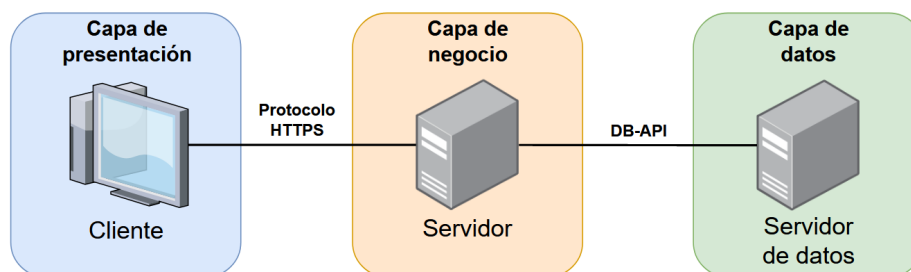 Capa de
presentación
Cliente
Protocolo
HTTPS
Capa de
negocio
Servidor
DB-API
Capa de
datos
Servidor
de datos